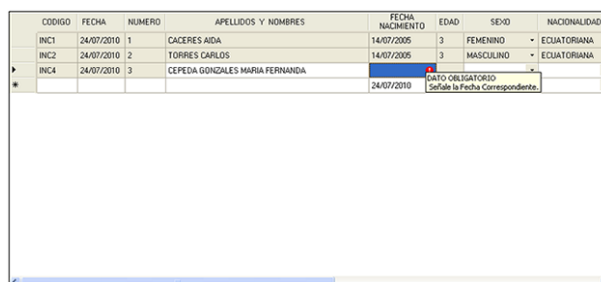 CODIGO FECHA NUMERO APELLIDOS Y NOMBRES FECHA NACIMIENTO EDAD SEXO NACIONALIDAD
INC1 24/07/2010 1 CACERES AIDA 14/07/2005 3 FEMENINO ECUATORIANA
INC2 24/07/2010 2 TORRES CARLOS 14/07/2005 3 MASCULINO ECUATORIANA
INC4 24/07/2010 3 CEPEDA GONZALES MARIA FERNANDA
DATO OBLIGATORIO
24/07/2010 Señale la Fecha Correspondiente.